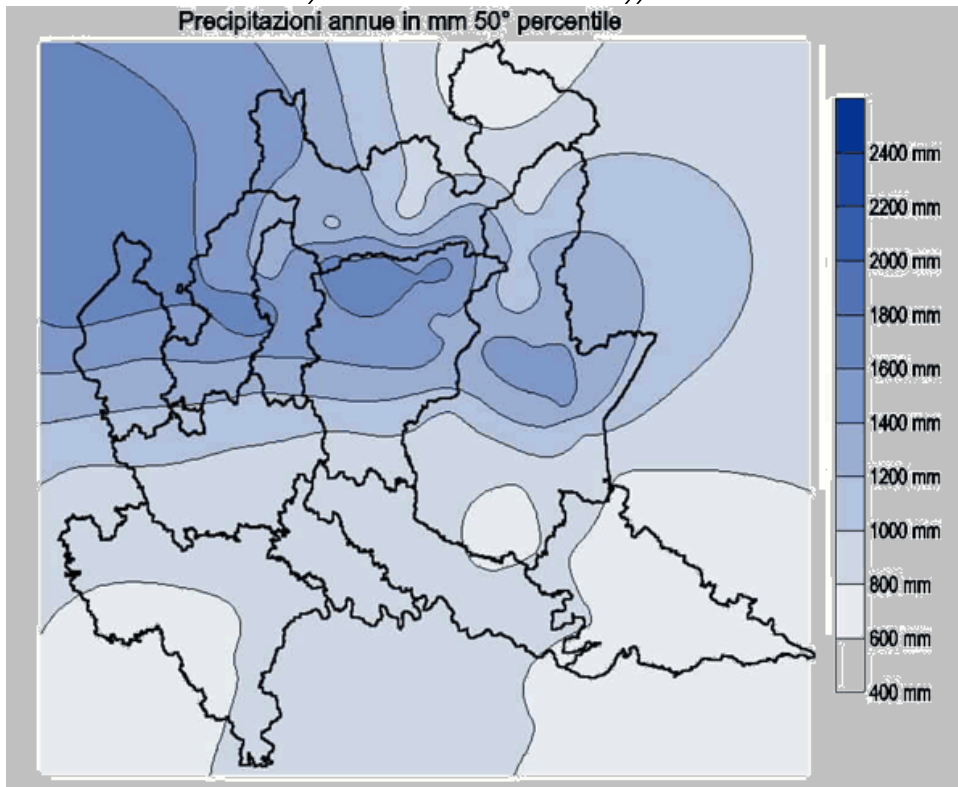 Precipitazioni annue in mm 50° percentile
2400 mm
2200 mm
2000 mm
1800 mm
1600 mm
1400 mm
1200 mm
1000 mm
800 mm
600 mm
400 mm